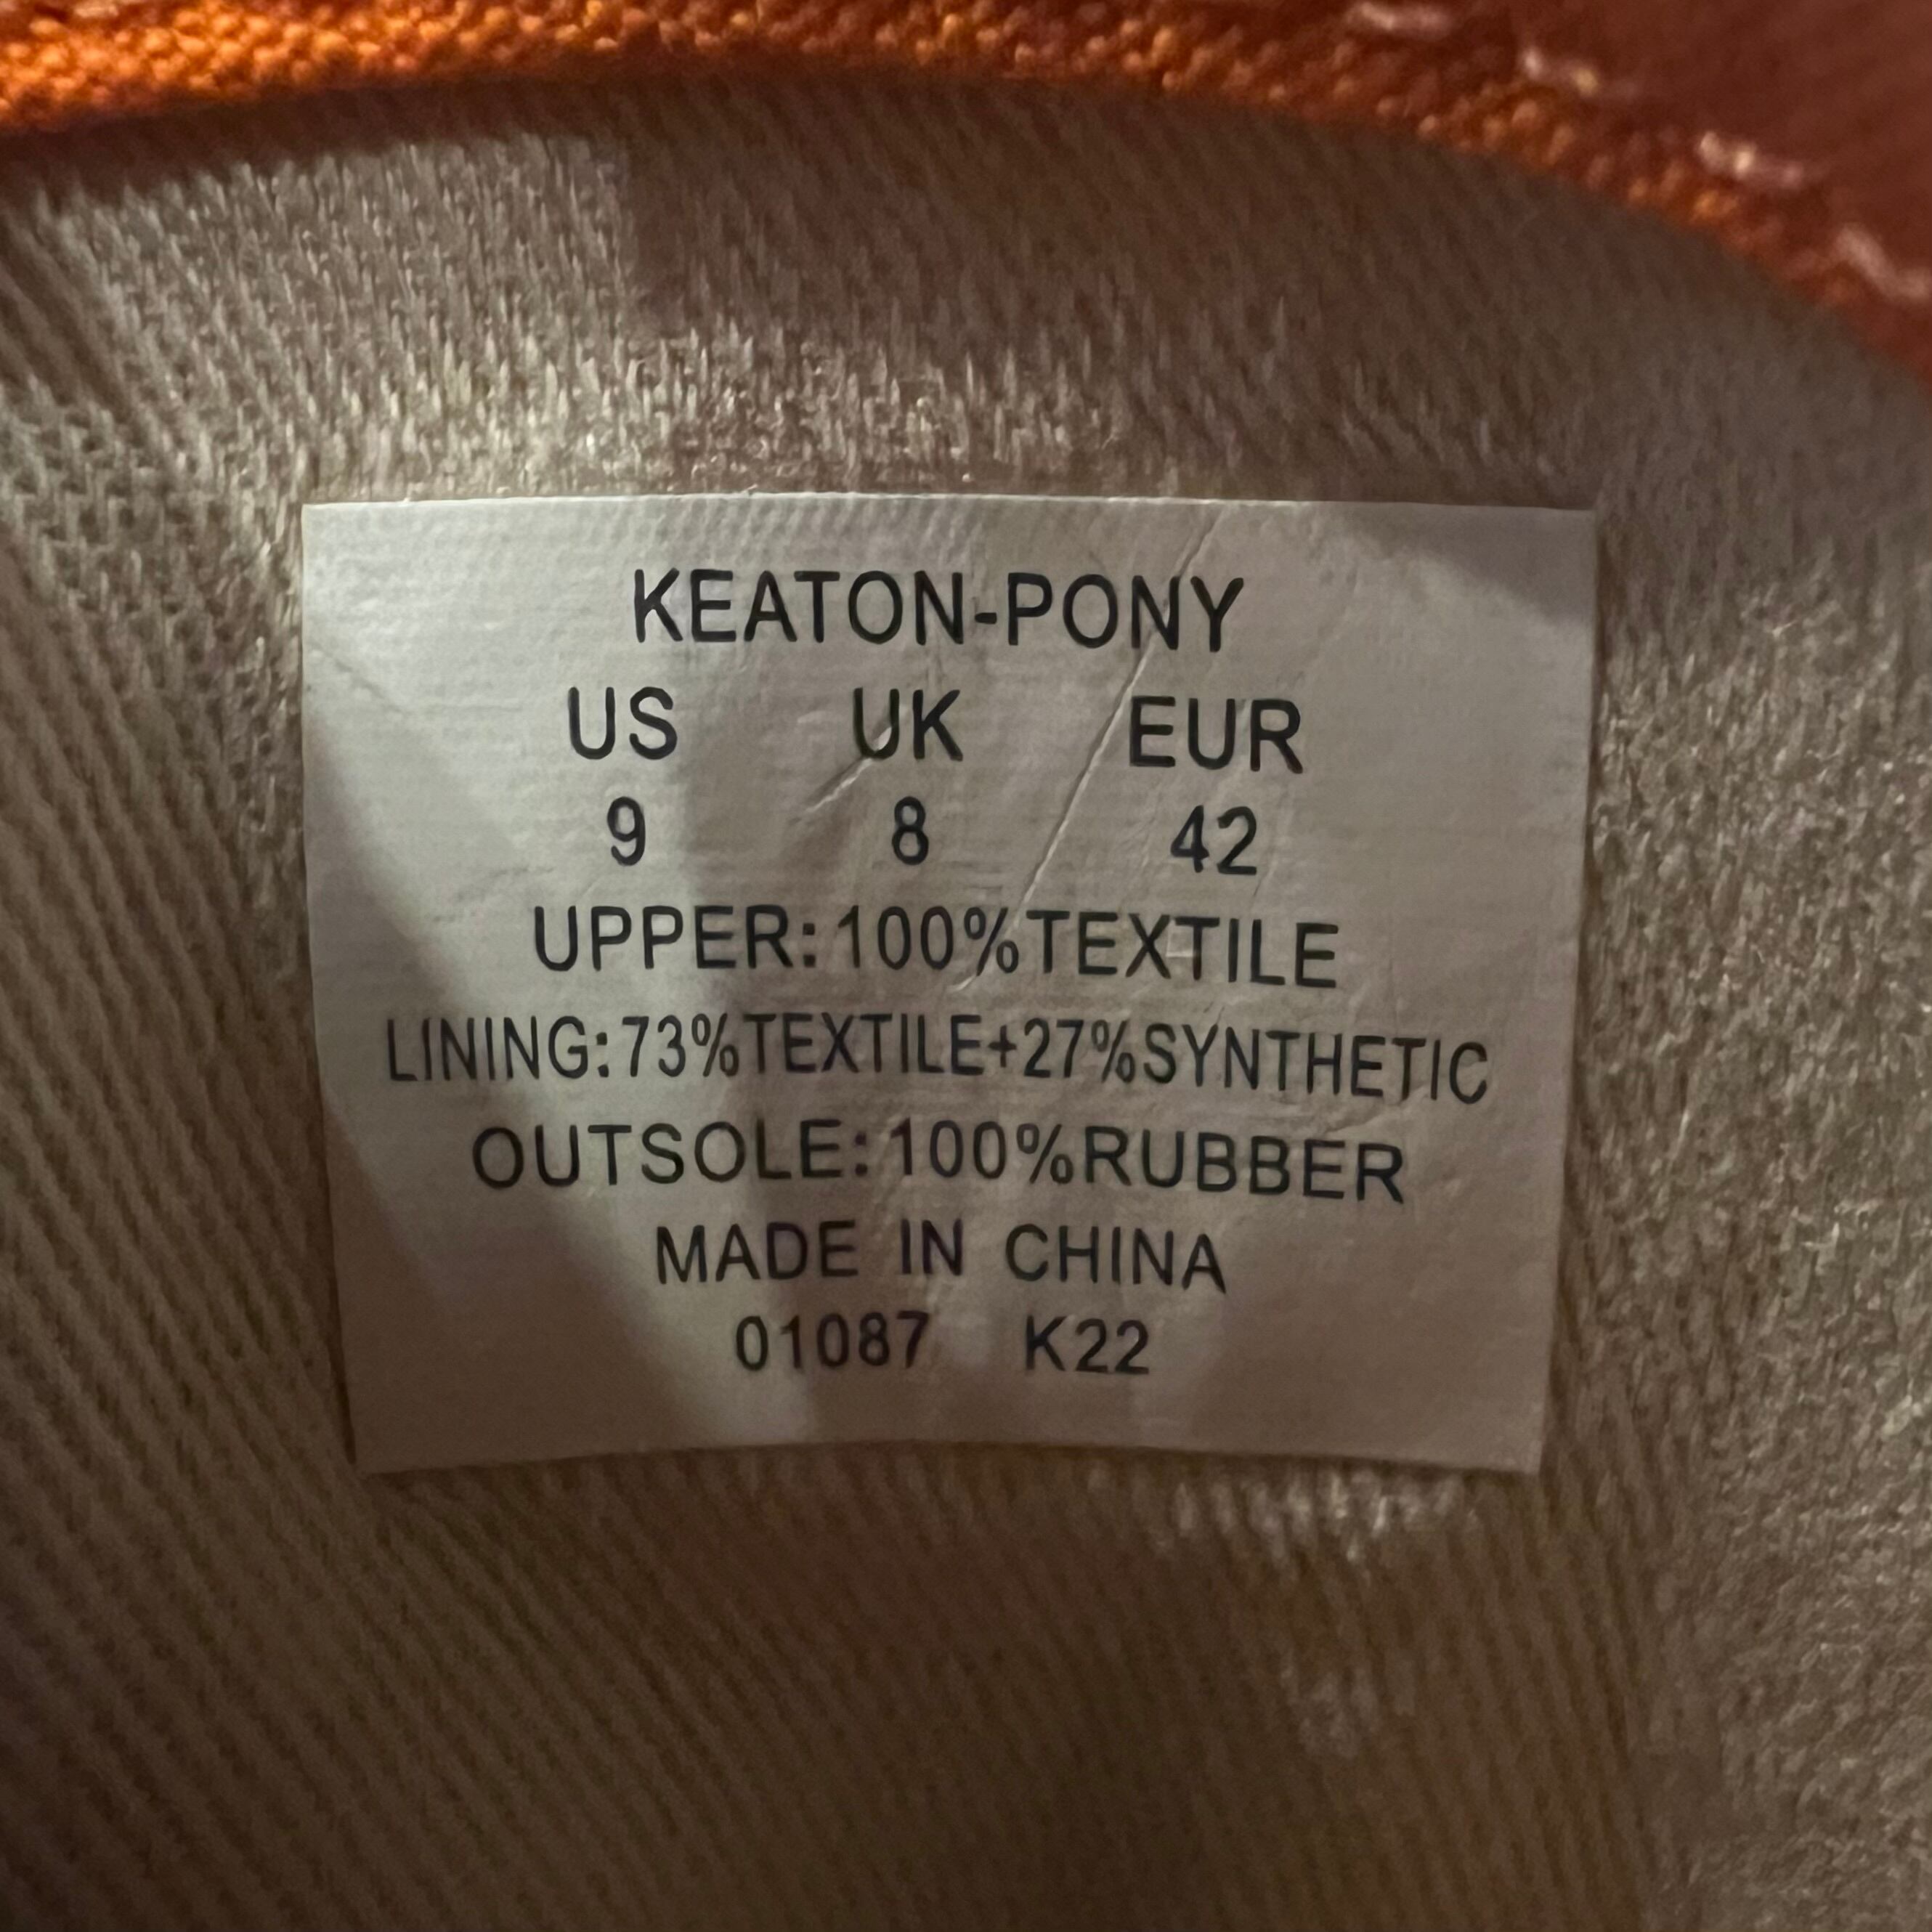 KEATON-PONY
US UK EUR
9 8 42
UPPER:100%TEXTILE
LINING:73%TEXTILE+27%SYNTHETIC
OUTSOLE:100%RUBBER
MADE IN CHINA
01087 K22